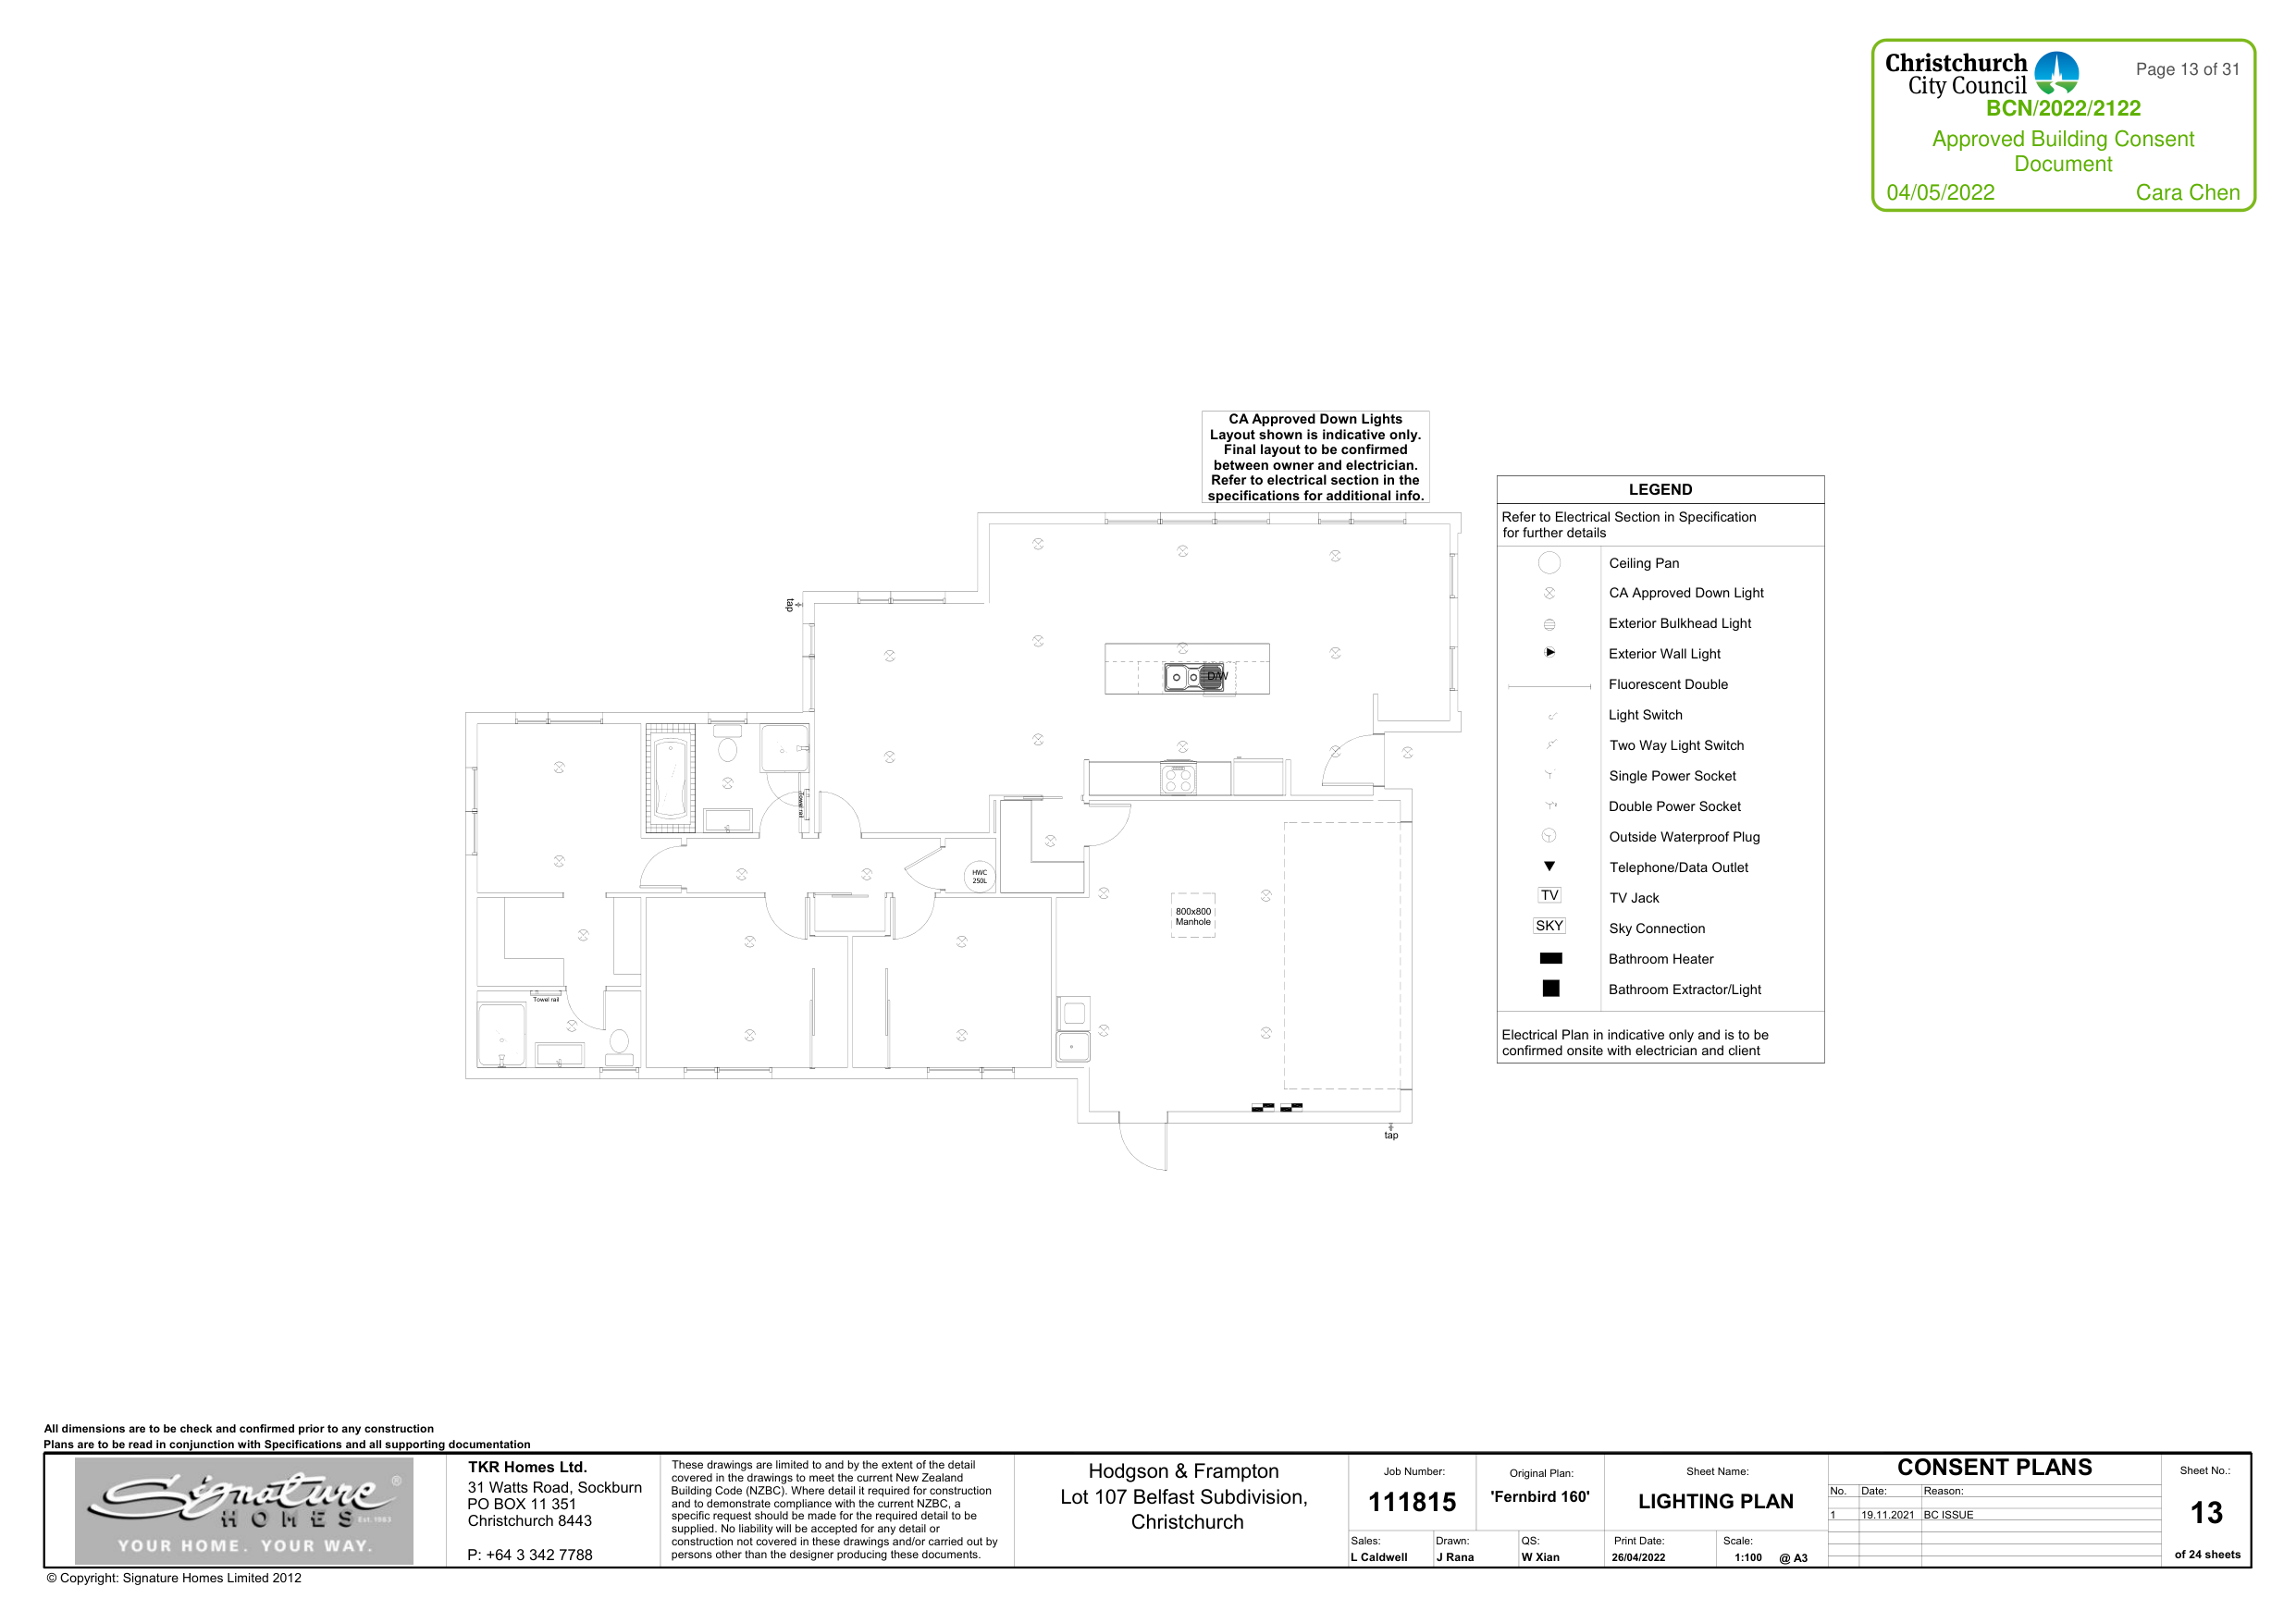 Christchurch
City Council
Page 13 of 31
BCN/2022/2122
Approved Building Consent
Document
04/05/2022 Cara Chen
CA Approved Down Lights
Layout shown is indicative only.
Final layout to be confirmed
between owner and electrician.
Refer to electrical section in the
specifications for additional info.
LEGEND
Refer to Electrical Section in Specification
for further details
Ceiling Pan
CA Approved Down Light
Exterior Bulkhead Light
Exterior Wall Light
Fluorescent Double
Light Switch
Two Way Light Switch
Single Power Socket
Double Power Socket
Outside Waterproof Plug
Telephone/Data Outlet
TV TV Jack
SKY Sky Connection
Bathroom Heater
Bathroom Extractor/Light
Electrical Plan in indicative only and is to be
confirmed onsite with electrician and client
tap
D/W
Towel rail
HWC
250L
800x800
Manhole
Towel rail
tap
All dimensions are to be check and confirmed prior to any construction
Plans are to be read in conjunction with Specifications and all supporting documentation
Signature ®
HOMES Est. 1983
YOUR HOME. YOUR WAY.
TKR Homes Ltd.
31 Watts Road, Sockburn
PO BOX 11 351
Christchurch 8443
P: +64 3 342 7788
These drawings are limited to and by the extent of the detail
covered in the drawings to meet the current New Zealand
Building Code (NZBC). Where detail it required for construction
and to demonstrate compliance with the current NZBC, a
specific request should be made for the required detail to be
supplied. No liability will be accepted for any detail or
construction not covered in these drawings and/or carried out by
persons other than the designer producing these documents.
Hodgson & Frampton
Lot 107 Belfast Subdivision,
Christchurch
Job Number:
111815
Original Plan:
'Fernbird 160'
Sheet Name:
LIGHTING PLAN
Sales:
L Caldwell
Drawn:
J Rana
QS:
W Xian
Print Date:
26/04/2022
Scale:
1:100 @ A3
CONSENT PLANS
No. Date: Reason:
1 19.11.2021 BC ISSUE
Sheet No.:
13
of 24 sheets
© Copyright: Signature Homes Limited 2012